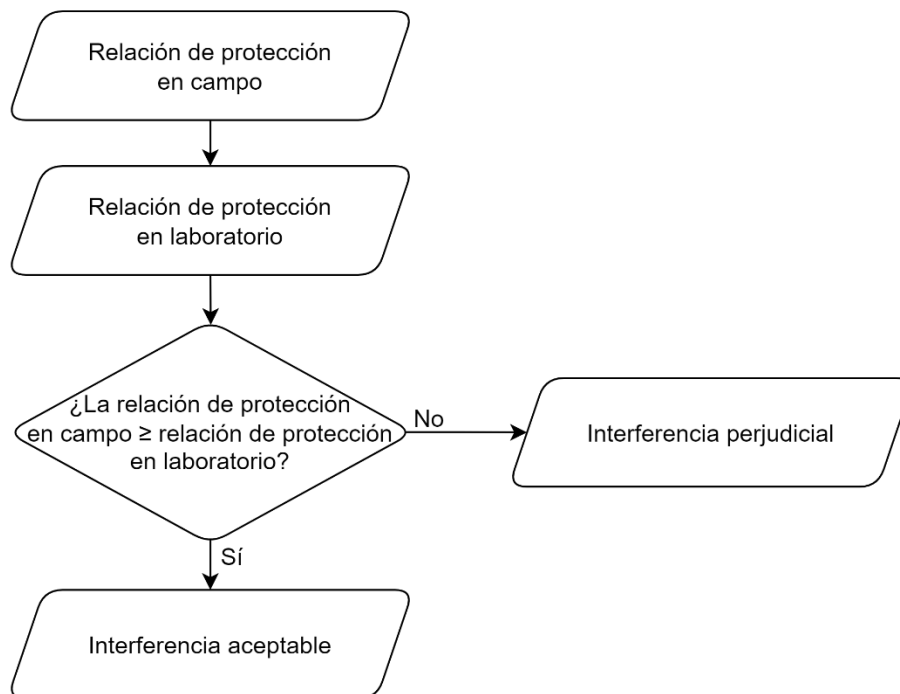 Relación de protección
en campo
Relación de protección
en laboratorio
¿La relación de protección
en campo ≥ relación de protección
en laboratorio?
No
Interferencia perjudicial
Sí
Interferencia aceptable